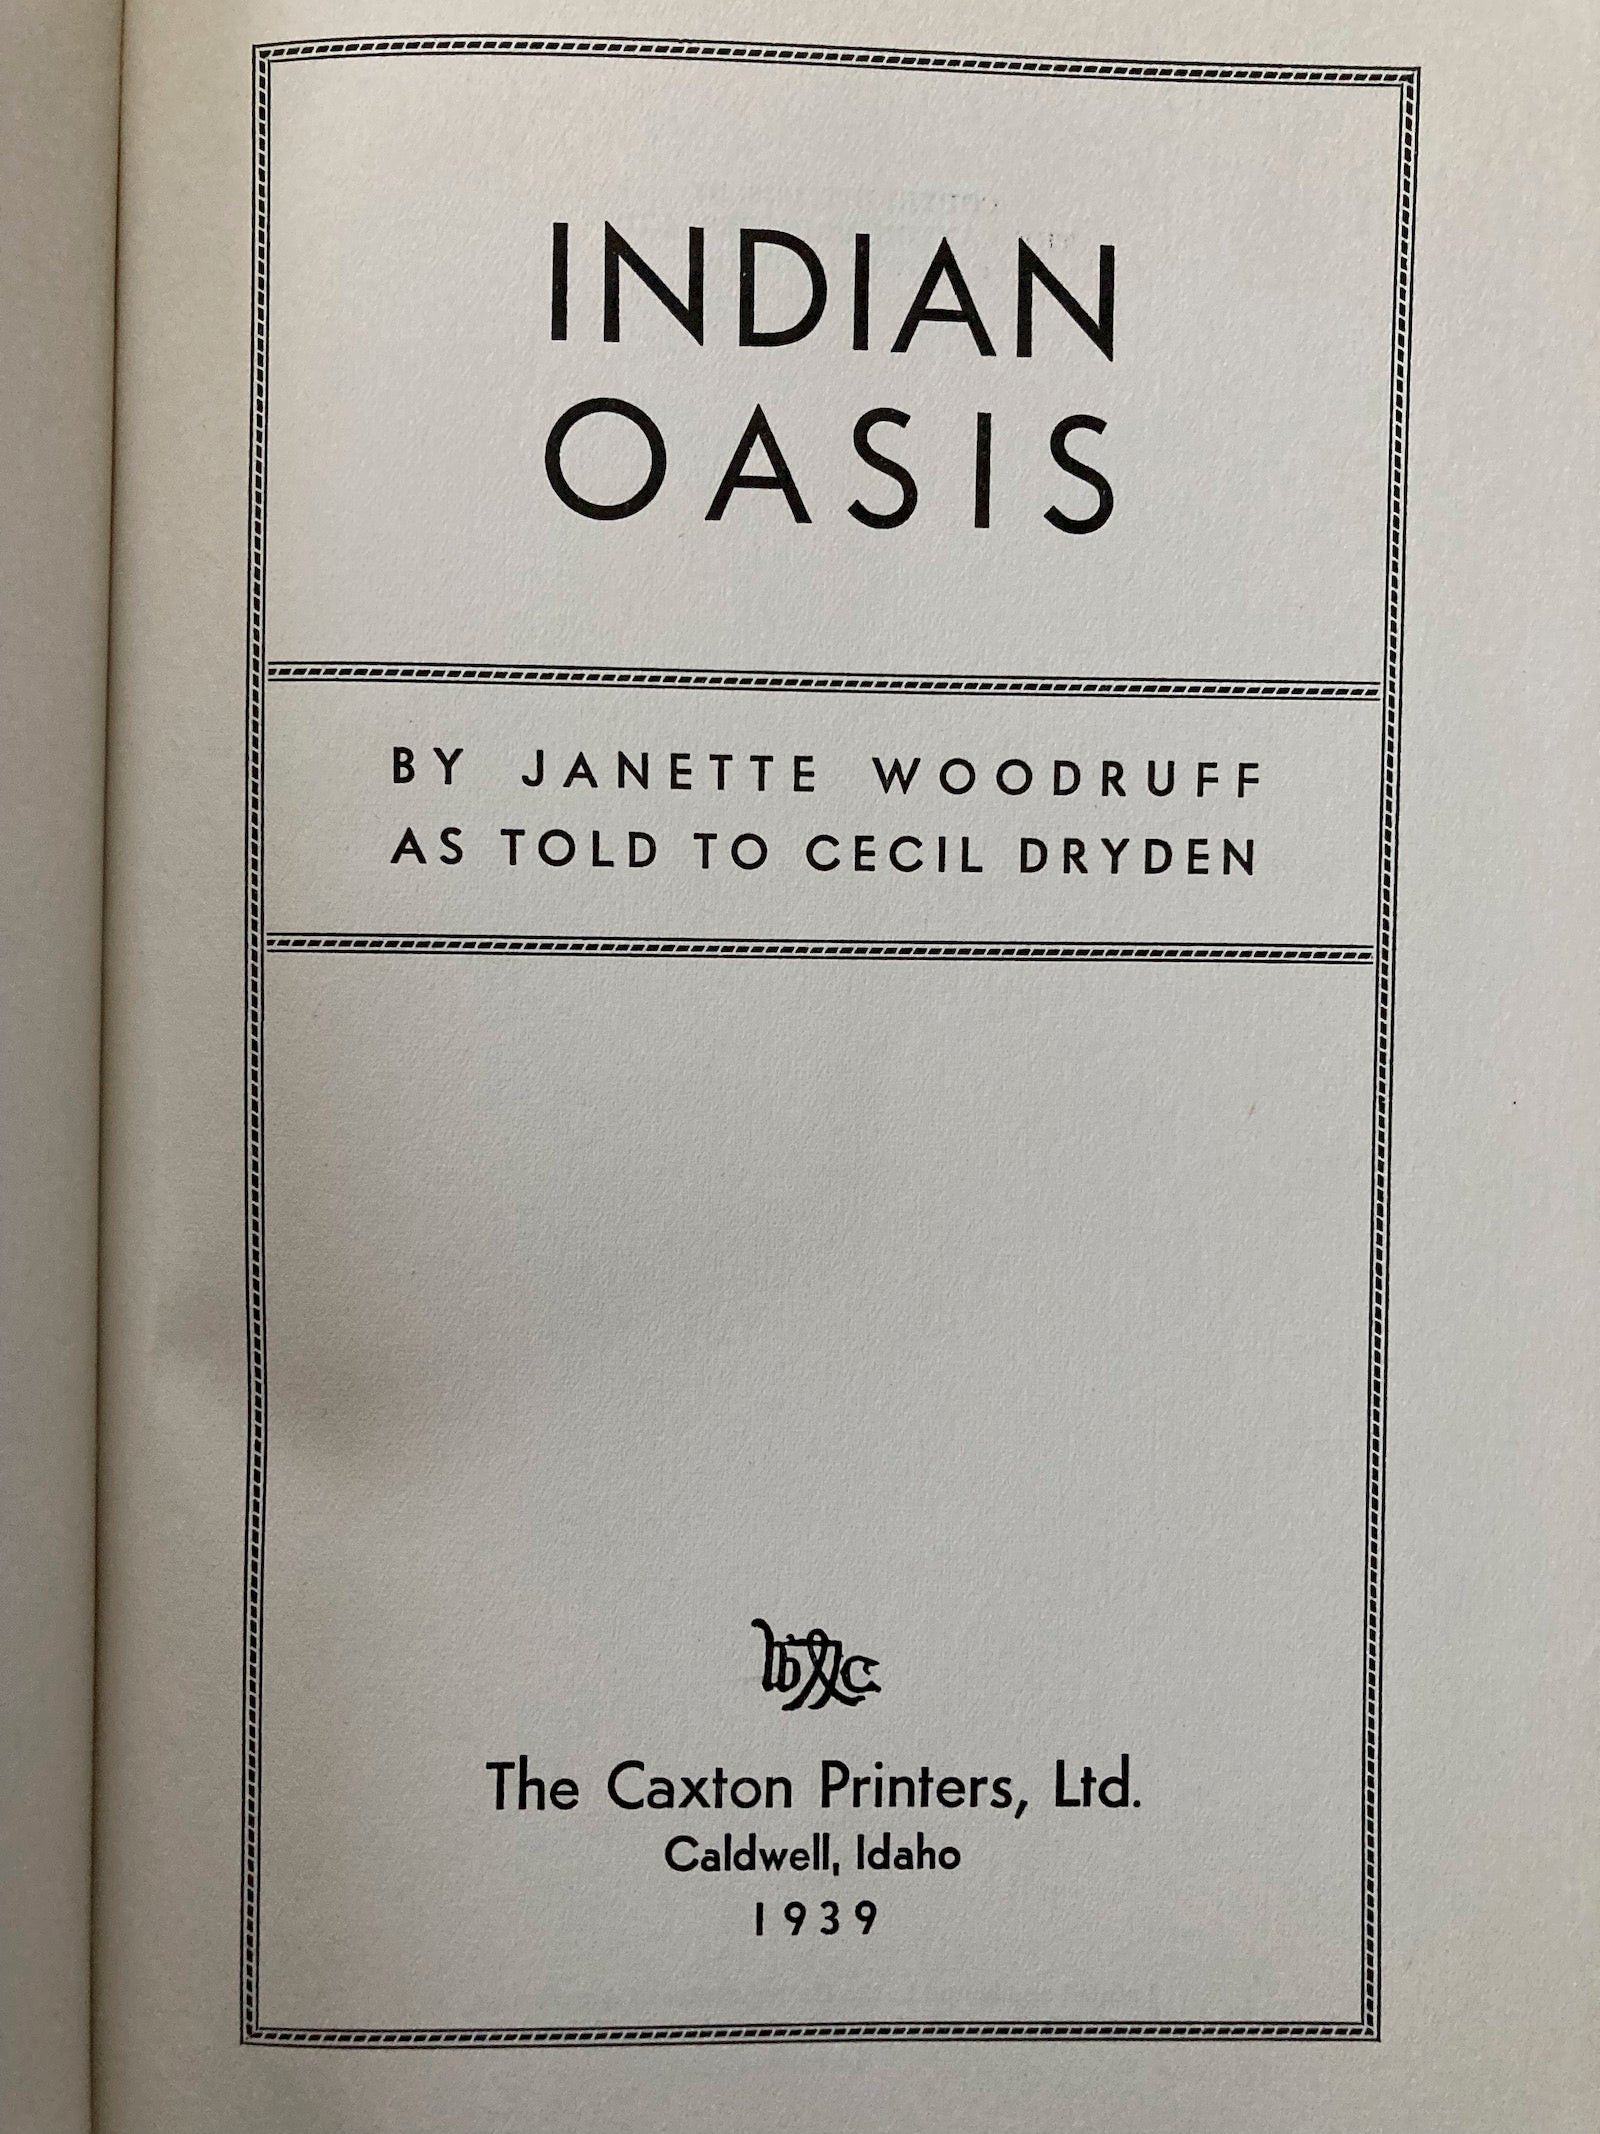 INDIAN
OASIS
BY JANETTE WOODRUFF
AS TOLD TO CECIL DRYDEN
The Caxton Printers, Ltd.
Caldwell, Idaho
1939